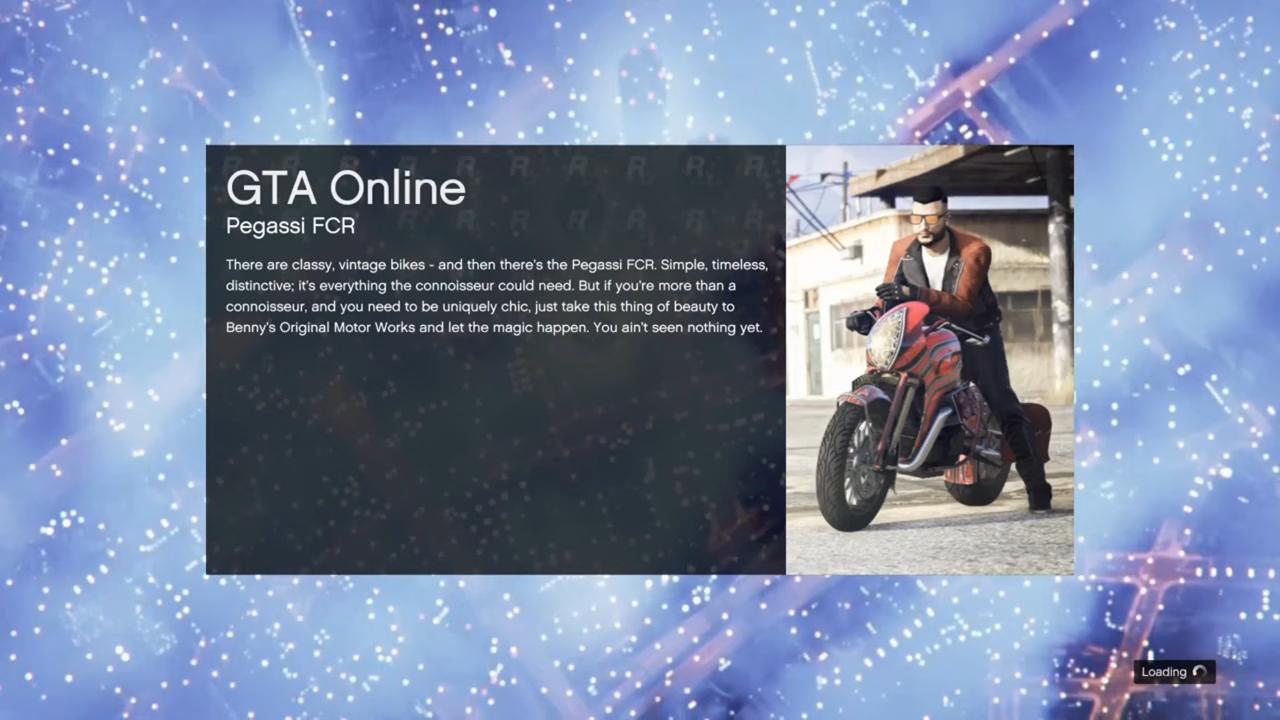 GTA Online
Pegassi FCR
There are classy, vintage bikes - and then there's the Pegassi FCR. Simple, timeless,
distinctive; it's everything the connoisseur could need. But if you're more than a
connoisseur, and you need to be uniquely chic, just take this thing of beauty to
Benny's Original Motor Works and let the magic happen. You ain't seen nothing yet.
Loading